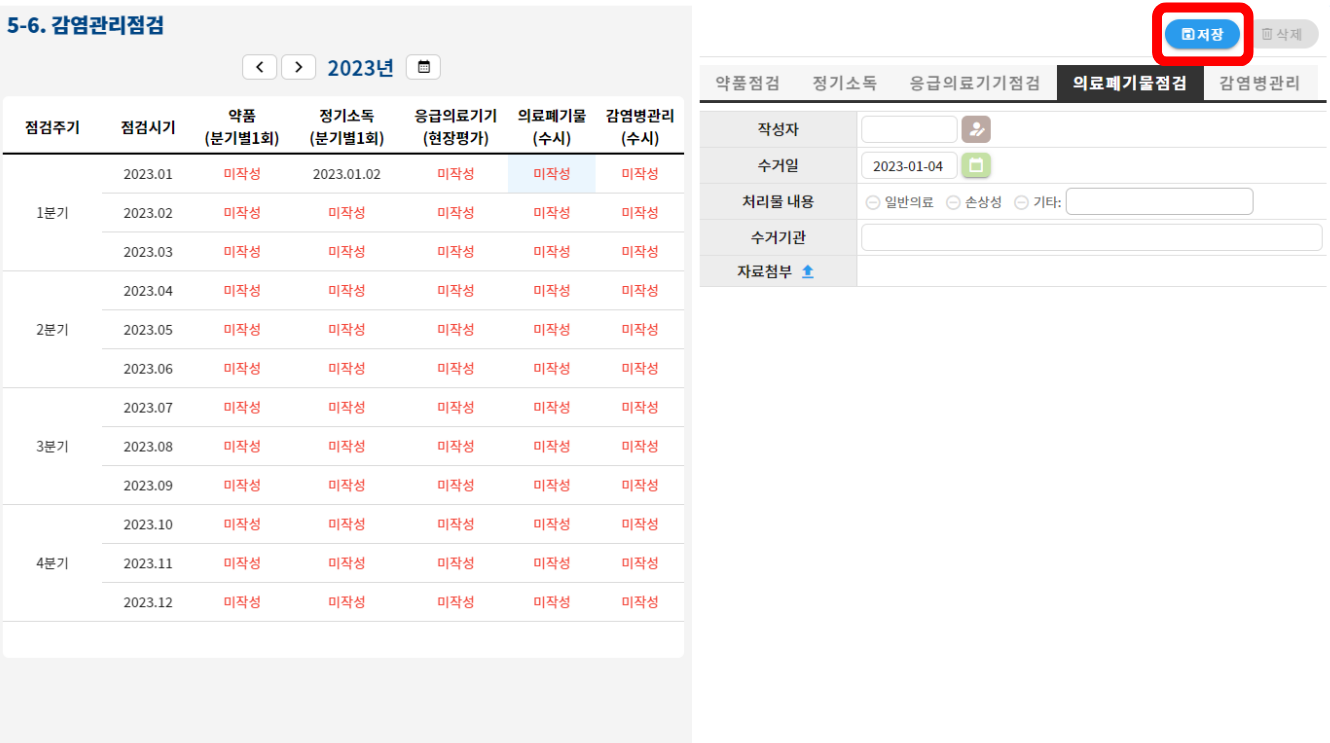 5-6. 감염관리점검
2023년
점검주기 점검시기 약품 (분기별1회) 정기소독 (분기별1회) 응급의료기기 (현장평가) 의료폐기물 (수시) 감염병관리 (수시)
1분기
2023.01 미작성 2023.01.02 미작성 미작성 미작성
2023.02 미작성 미작성 미작성 미작성 미작성
2023.03 미작성 미작성 미작성 미작성 미작성
2분기
2023.04 미작성 미작성 미작성 미작성 미작성
2023.05 미작성 미작성 미작성 미작성 미작성
2023.06 미작성 미작성 미작성 미작성 미작성
3분기
2023.07 미작성 미작성 미작성 미작성 미작성
2023.08 미작성 미작성 미작성 미작성 미작성
2023.09 미작성 미작성 미작성 미작성 미작성
4분기
2023.10 미작성 미작성 미작성 미작성 미작성
2023.11 미작성 미작성 미작성 미작성 미작성
2023.12 미작성 미작성 미작성 미작성 미작성
저장 삭제
약품점검 정기소독 응급의료기기점검 의료폐기물점검 감염병관리
작성자
수거일 2023-01-04
처리물 내용 일반의료 손상성 기타:
수거기관
자료첨부